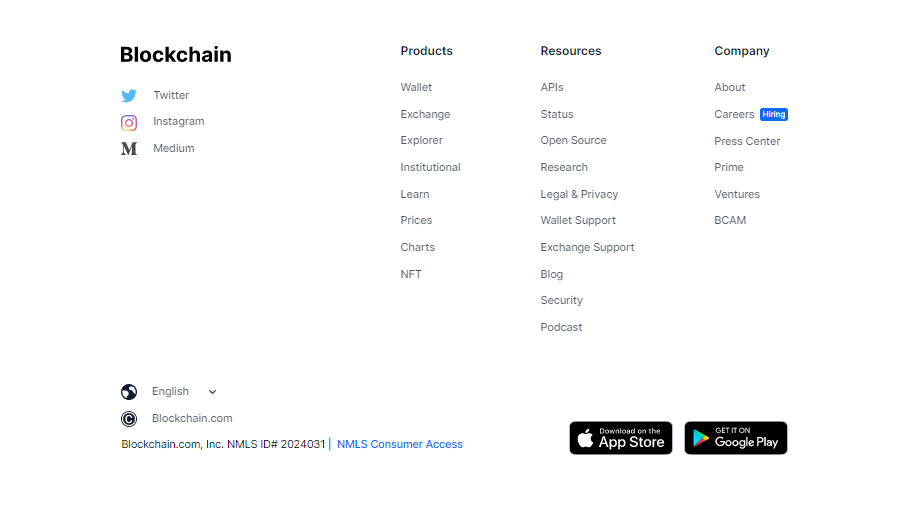 Blockchain
Twitter
Instagram
Medium
Products
Wallet
Exchange
Explorer
Institutional
Learn
Prices
Charts
NFT
Resources
APIs
Status
Open Source
Research
Legal & Privacy
Wallet Support
Exchange Support
Blog
Security
Podcast
Company
About
Careers Hiring
Press Center
Prime
Ventures
BCAM
English
Blockchain.com
Blockchain.com, Inc. NMLS ID# 2024031 | NMLS Consumer Access
Download on the
App Store
GET IT ON
Google Play